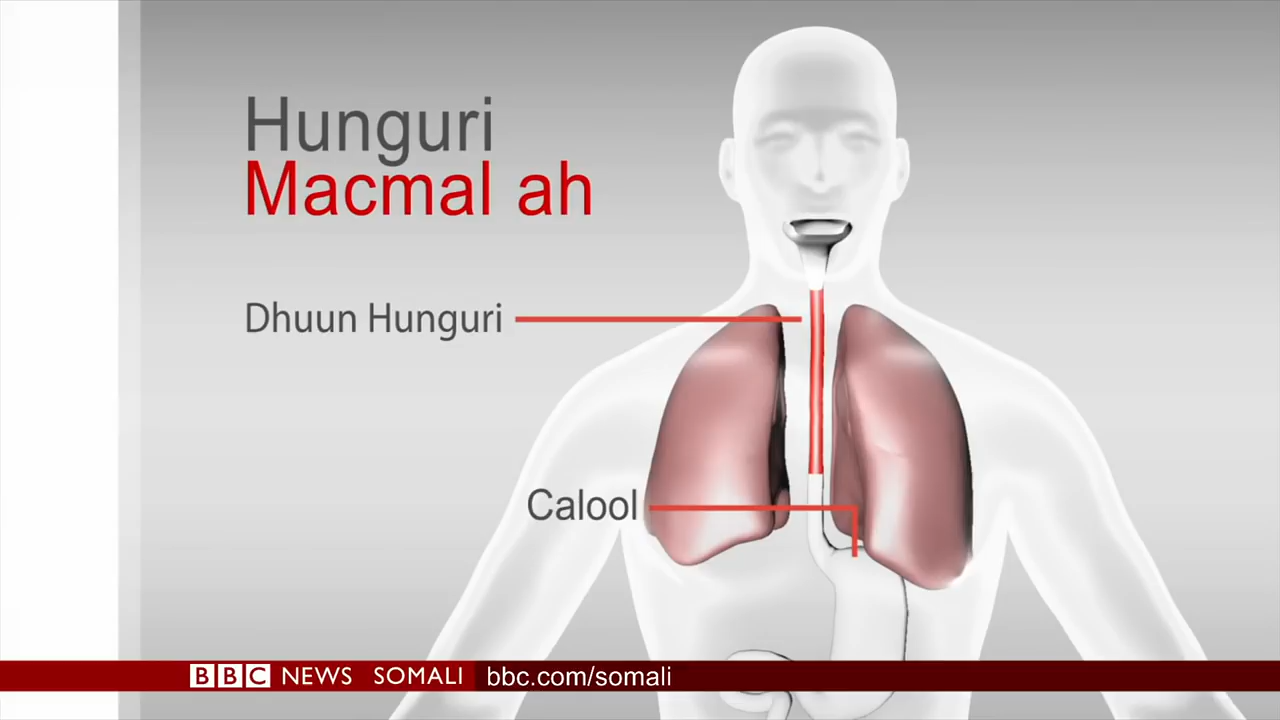 Hunguri
Macmal ah
Dhuun Hunguri
Calool
BBC NEWS SOMALI bbc.com/somali